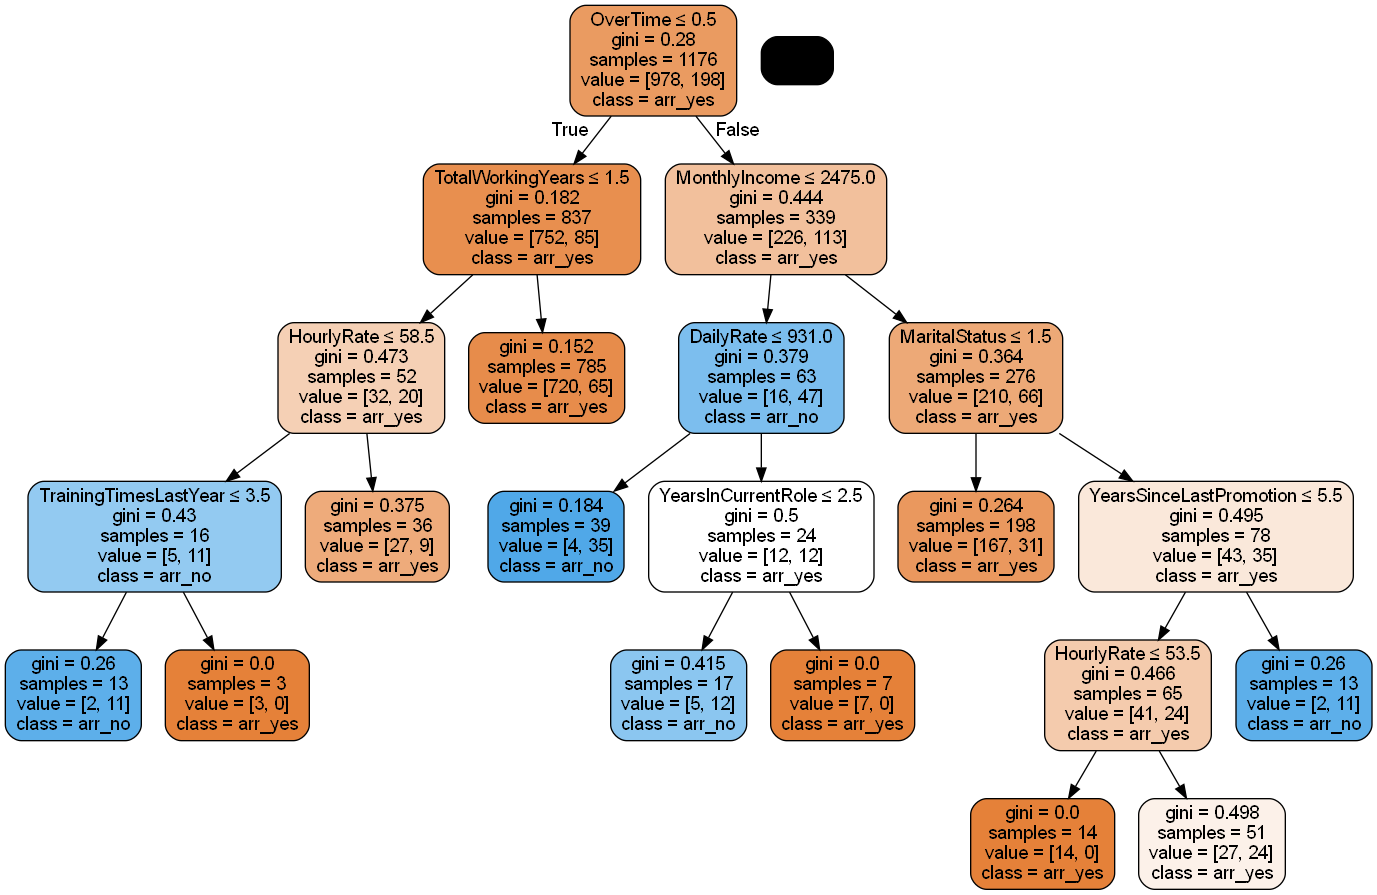 OverTime ≤ 0.5
gini = 0.28
samples = 1176
value = [978, 198]
class = arr_yes
True
False
TotalWorkingYears ≤ 1.5
gini = 0.182
samples = 837
value = [752, 85]
class = arr_yes
MonthlyIncome ≤ 2475.0
gini = 0.444
samples = 339
value = [226, 113]
class = arr_yes
HourlyRate ≤ 58.5
gini = 0.473
samples = 52
value = [32, 20]
class = arr_yes
gini = 0.152
samples = 785
value = [720, 65]
class = arr_yes
DailyRate ≤ 931.0
gini = 0.379
samples = 63
value = [16, 47]
class = arr_no
MaritalStatus ≤ 1.5
gini = 0.364
samples = 276
value = [210, 66]
class = arr_yes
TrainingTimesLastYear ≤ 3.5
gini = 0.43
samples = 16
value = [5, 11]
class = arr_no
gini = 0.375
samples = 36
value = [27, 9]
class = arr_yes
gini = 0.184
samples = 39
value = [4, 35]
class = arr_no
YearsInCurrentRole ≤ 2.5
gini = 0.5
samples = 24
value = [12, 12]
class = arr_yes
gini = 0.264
samples = 198
value = [167, 31]
class = arr_yes
YearsSinceLastPromotion ≤ 5.5
gini = 0.495
samples = 78
value = [43, 35]
class = arr_yes
gini = 0.26
samples = 13
value = [2, 11]
class = arr_no
gini = 0.0
samples = 3
value = [3, 0]
class = arr_yes
gini = 0.415
samples = 17
value = [5, 12]
class = arr_no
gini = 0.0
samples = 7
value = [7, 0]
class = arr_yes
HourlyRate ≤ 53.5
gini = 0.466
samples = 65
value = [41, 24]
class = arr_yes
gini = 0.26
samples = 13
value = [2, 11]
class = arr_no
gini = 0.0
samples = 14
value = [14, 0]
class = arr_yes
gini = 0.498
samples = 51
value = [27, 24]
class = arr_yes